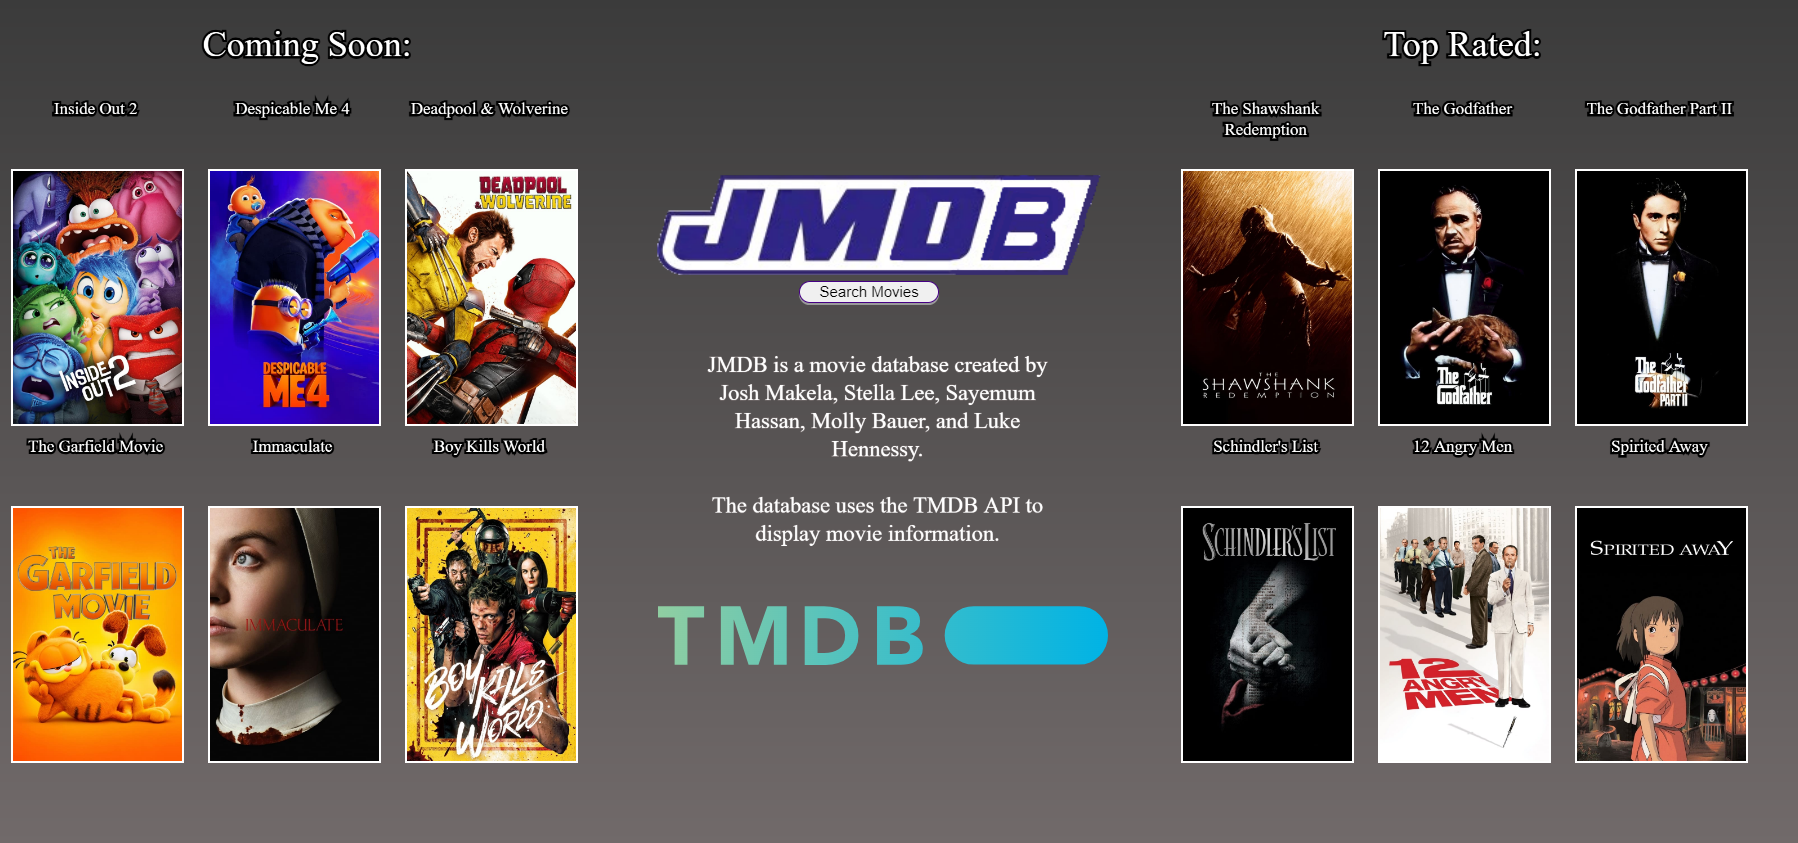 Coming Soon:
Inside Out 2
Despicable Me 4
Deadpool & Wolverine
INSIDE
OUT 2
DESPICABLE
ME4
DEADPOOL
& WOLVERINE
The Garfield Movie
Immaculate
Boy Kills World
THE
GARFIELD
MOVIE
IMMACULATE
BOY KILLS
WORLD
JMDB
Search Movies
JMDB is a movie database created by
Josh Makela, Stella Lee, Sayemum
Hassan, Molly Bauer, and Luke
Hennessy.
The database uses the TMDB API to
display movie information.
TMDB
Top Rated:
The Shawshank
Redemption
The Godfather
The Godfather Part II
THE
SHAWSHANK
REDEMPTION
The
Godfather
The
Godfather
PART II
Schindler's List
12 Angry Men
Spirited Away
SCHINDLER'S LIST
12
ANGRY
MEN
SPIRITED AWAY